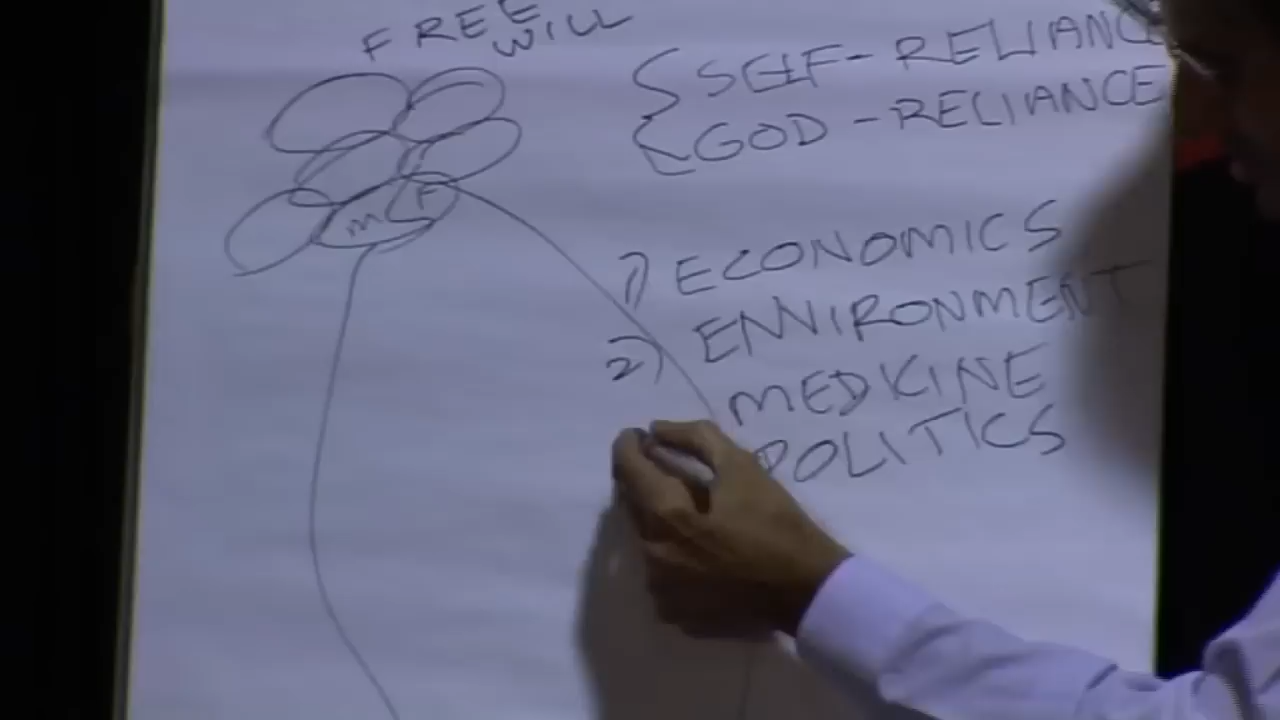 FREE
WILL
SELF-RELIANCE
GOD-RELIANCE
M F
1) ECONOMICS
2) ENVIRONMENT
MEDICINE
POLITICS